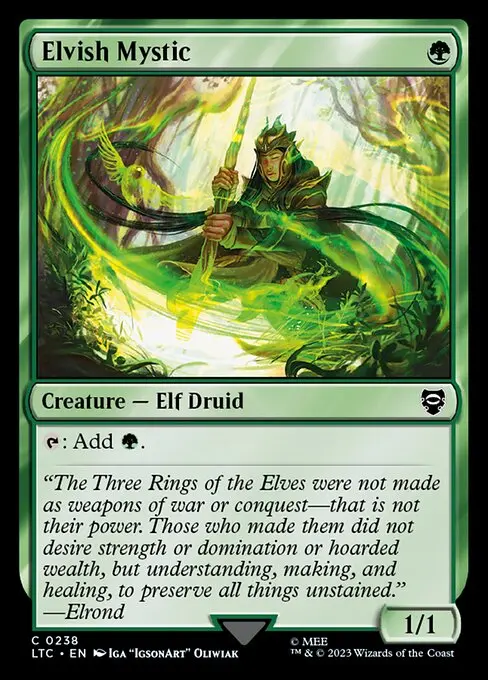 Elvish Mystic
Creature — Elf Druid
: Add .
“The Three Rings of the Elves were not made
as weapons of war or conquest—that is not
their power. Those who made them did not
desire strength or domination or hoarded
wealth, but understanding, making, and
healing, to preserve all things unstained.”
—Elrond
1/1
C 0238
LTC • EN Iga “IgsonArt” Oliwiak
© MEE
™ & © 2023 Wizards of the Coast